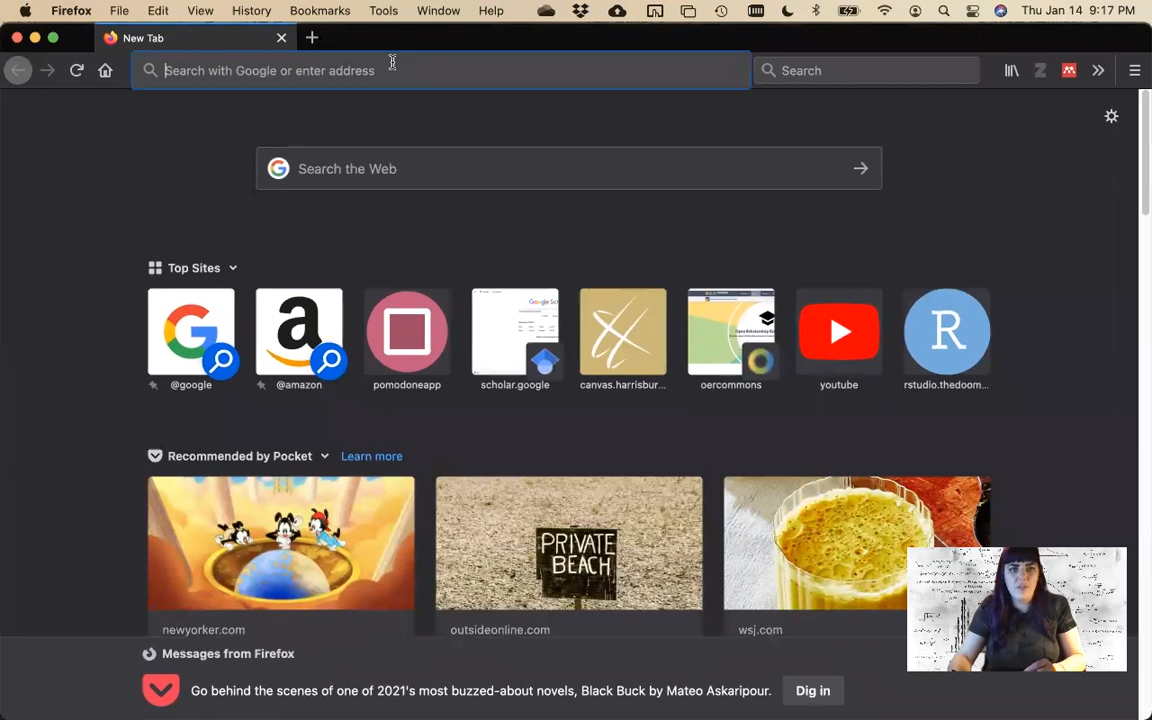 Firefox File Edit View History Bookmarks Tools Window Help Thu Jan 14 9:17 PM
New Tab
Search with Google or enter address
Search
Search the Web
Top Sites
@google
@amazon
pomodoneapp
scholar.google
canvas.harrisbur...
oercommons
youtube
R
rstudio.thedoom...
Recommended by Pocket Learn more
PRIVATE
BEACH
newyorker.com
outsideonline.com
wsj.com
Messages from Firefox
Go behind the scenes of one of 2021's most buzzed-about novels, Black Buck by Mateo Askaripour.
Dig in